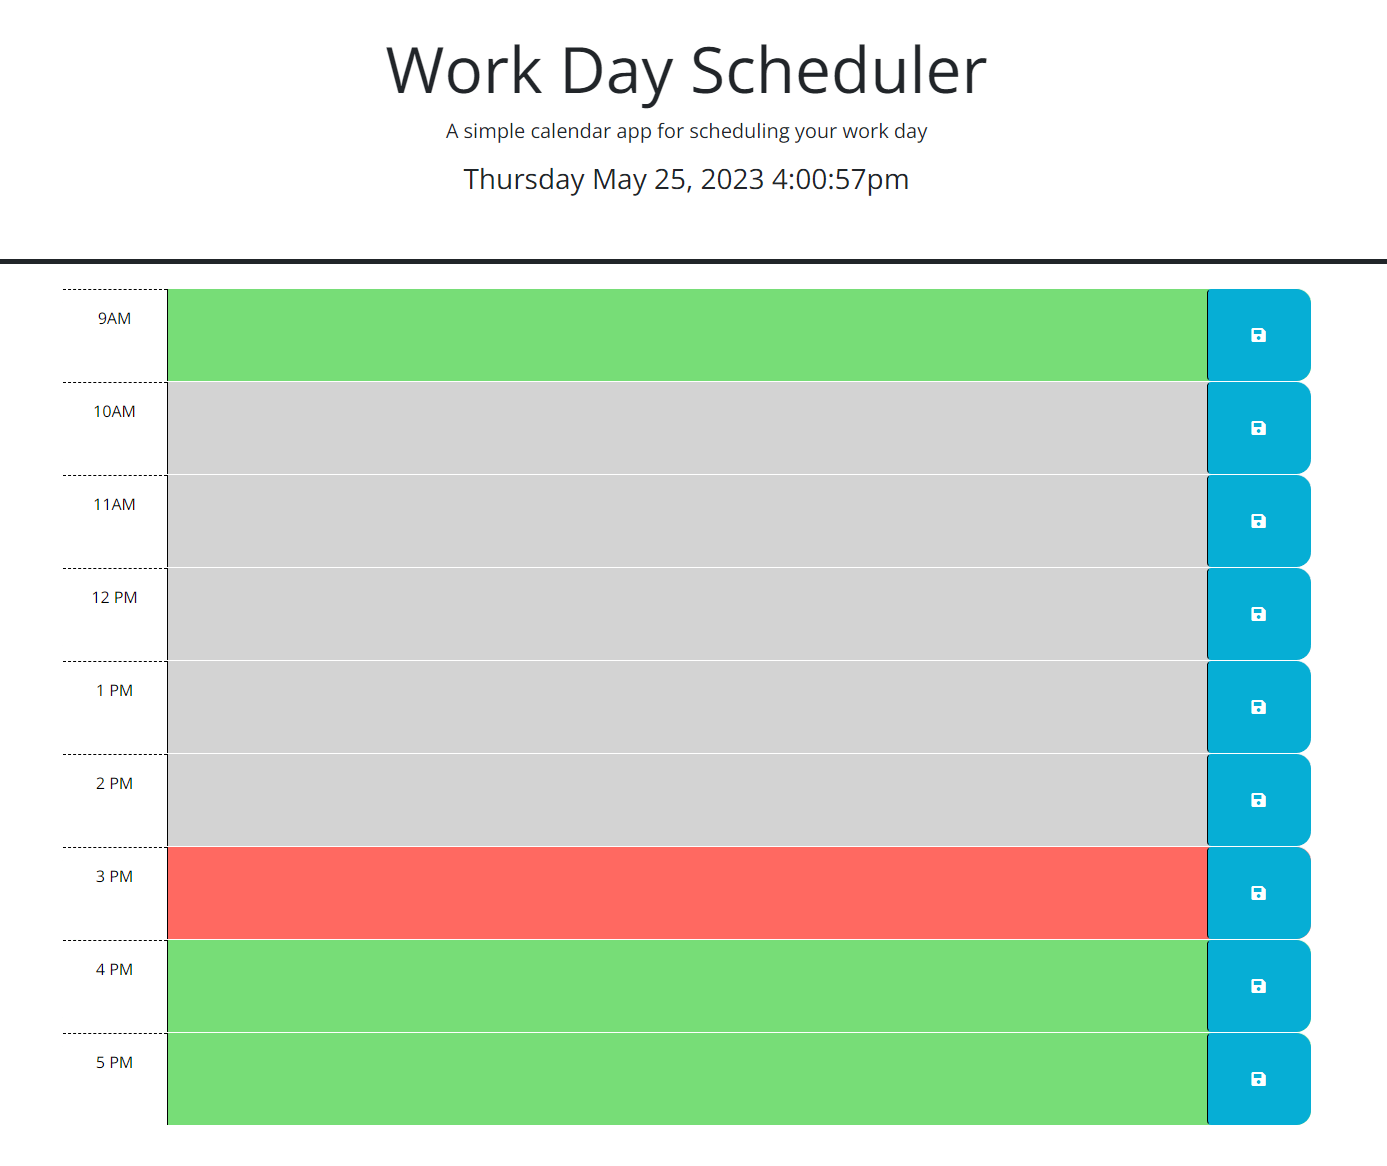 Work Day Scheduler
A simple calendar app for scheduling your work day
Thursday May 25, 2023 4:00:57pm
9AM
10AM
11AM
12 PM
1 PM
2 PM
3 PM
4 PM
5 PM